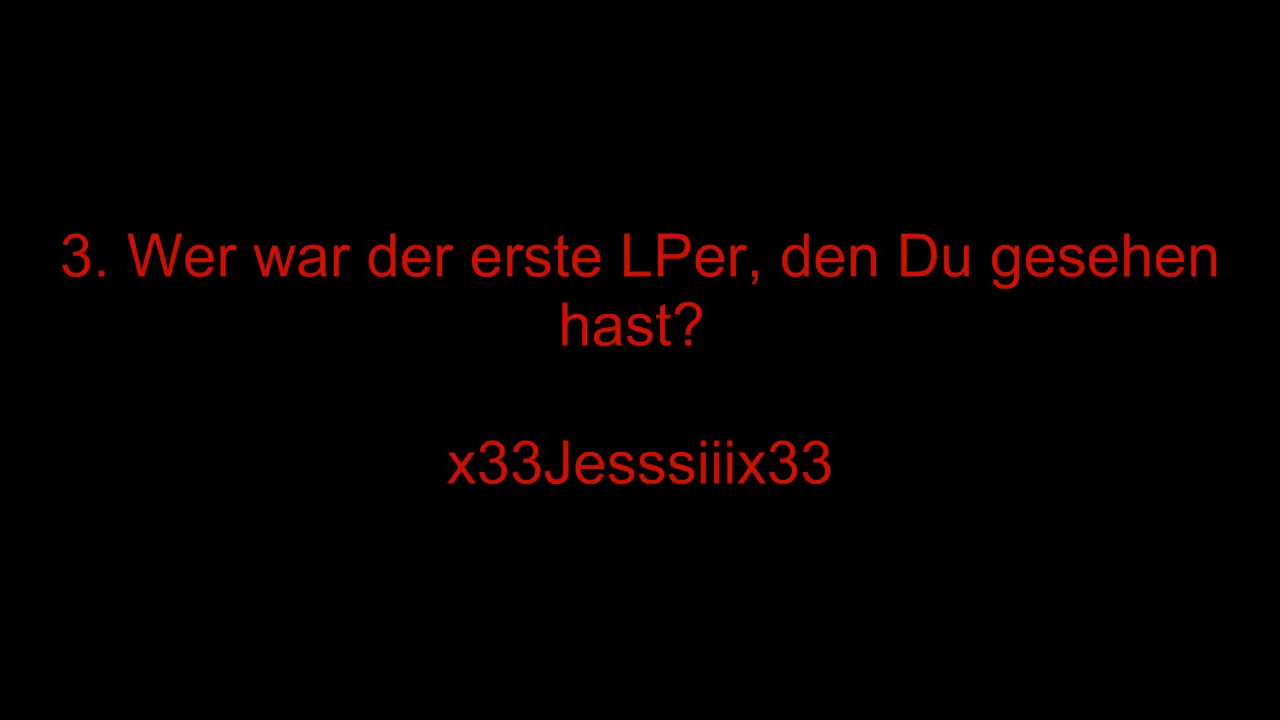 3. Wer war der erste LPer, den Du gesehen
hast?
x33Jesssiiix33